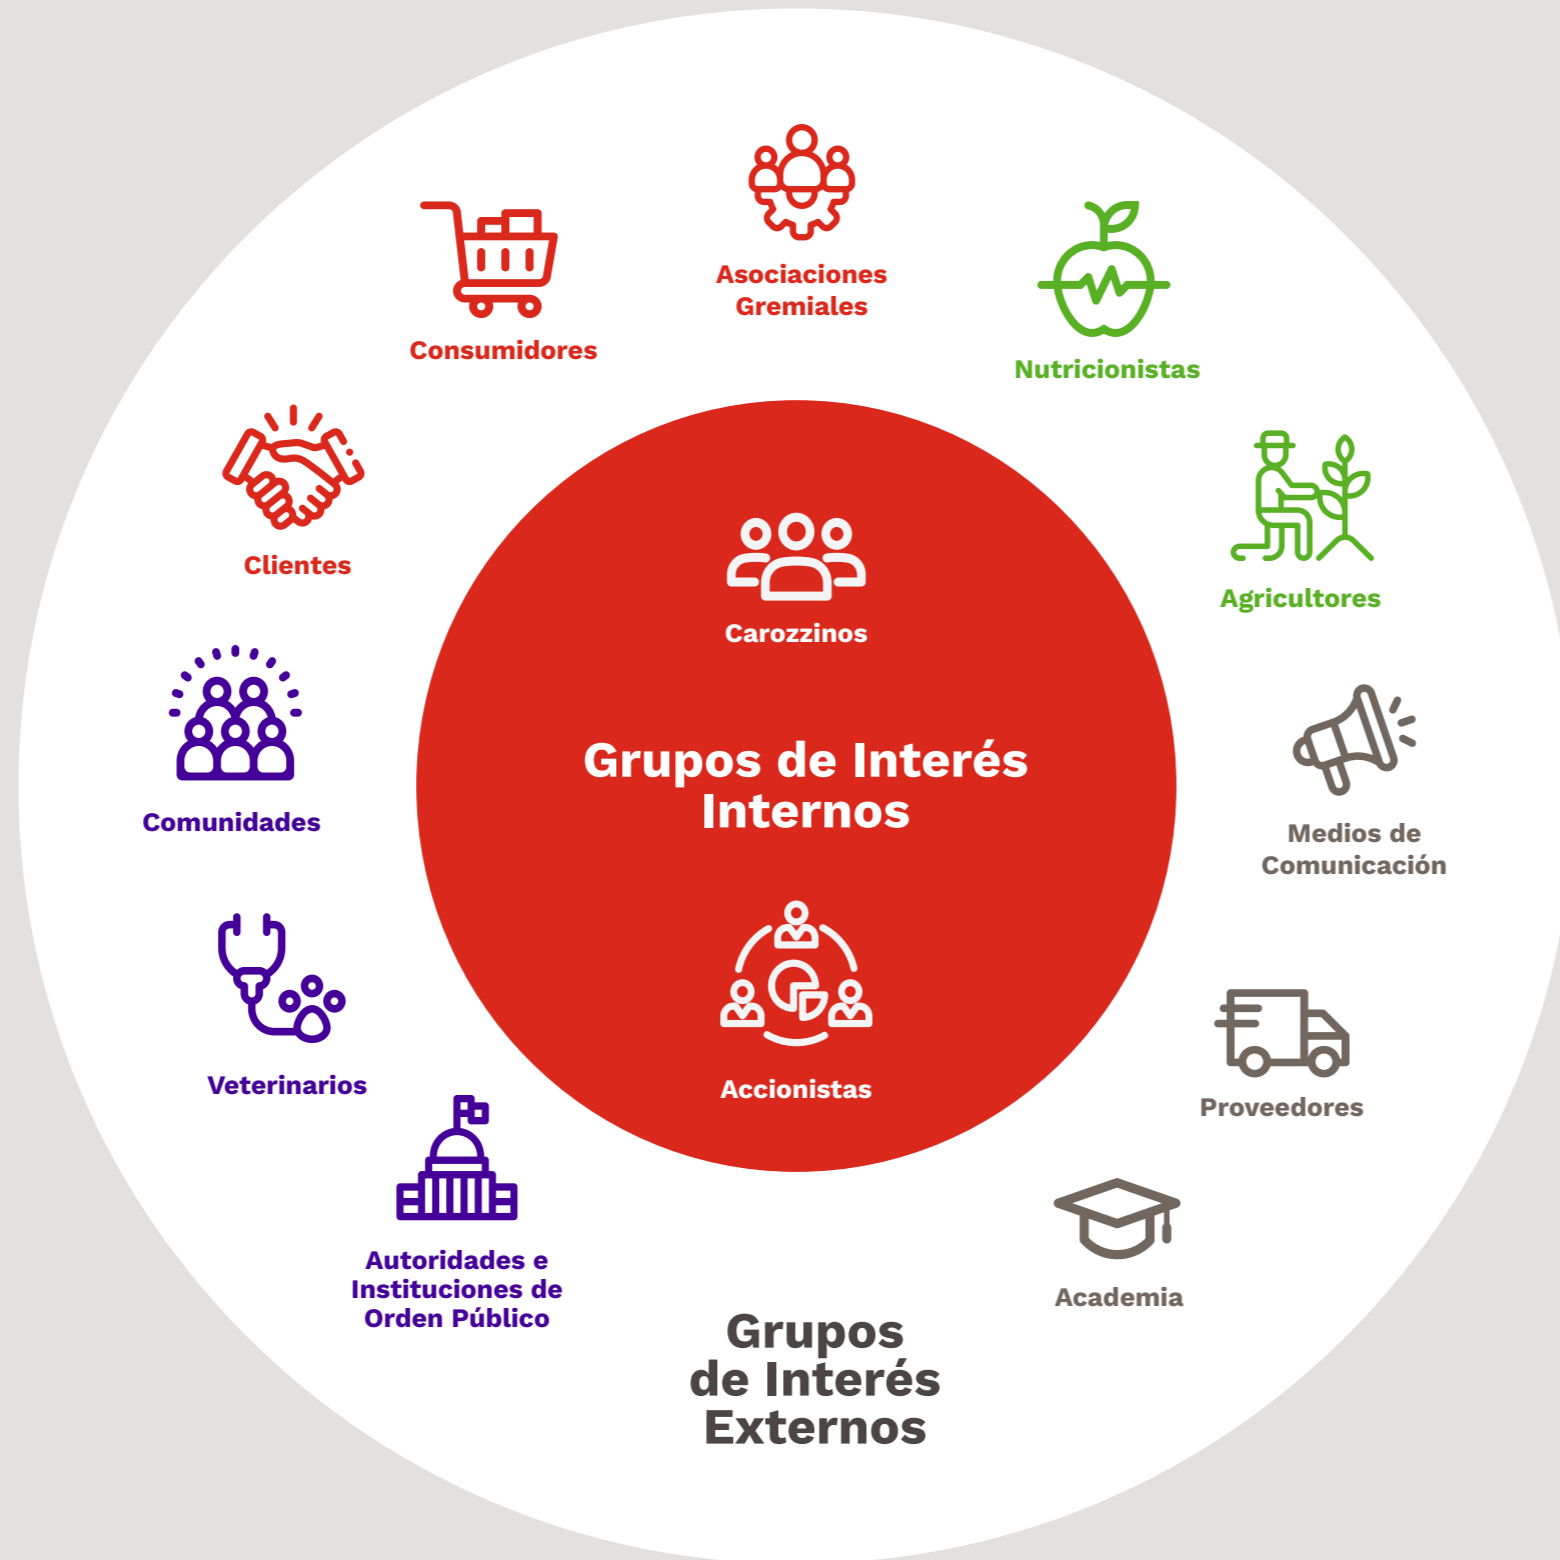 Asociaciones
Gremiales
Consumidores
Nutricionistas
Clientes
Agricultores
Carozzinos
Grupos de Interés
Internos
Comunidades
Medios de
Comunicación
Veterinarios
Accionistas
Proveedores
Autoridades e
Instituciones de
Orden Público
Academia
Grupos
de Interés
Externos